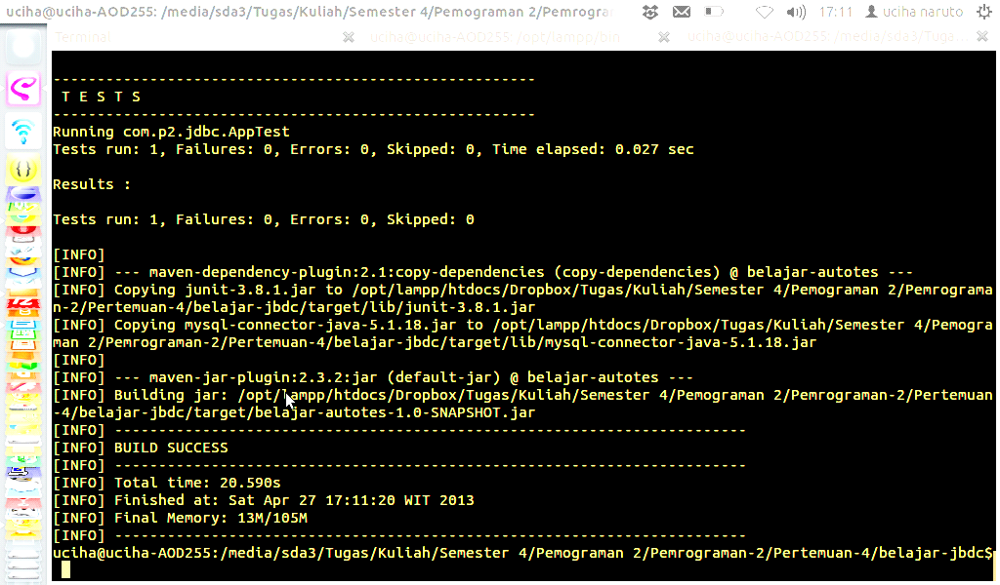 uciha@uciha-AOD255: /media/sda3/Tugas/Kuliah/Semester 4/Pemograman 2/Pemrogra
17:11 uciha naruto
Terminal
uciha@uciha-AOD255: /opt/lampp/bin
uciha@uciha-AOD255: /media/sda3/Tuga...
-------------------------------------------------------
T E S T S
-------------------------------------------------------
Running com.p2.jdbc.AppTest
Tests run: 1, Failures: 0, Errors: 0, Skipped: 0, Time elapsed: 0.027 sec
Results :
Tests run: 1, Failures: 0, Errors: 0, Skipped: 0
[INFO]
[INFO] --- maven-dependency-plugin:2.1:copy-dependencies (copy-dependencies) @ belajar-autotes ---
[INFO] Copying junit-3.8.1.jar to /opt/lampp/htdocs/Dropbox/Tugas/Kuliah/Semester 4/Pemograman 2/Pemrograma
n-2/Pertemuan-4/belajar-jbdc/target/lib/junit-3.8.1.jar
[INFO] Copying mysql-connector-java-5.1.18.jar to /opt/lampp/htdocs/Dropbox/Tugas/Kuliah/Semester 4/Pemogra
man 2/Pemrograman-2/Pertemuan-4/belajar-jbdc/target/lib/mysql-connector-java-5.1.18.jar
[INFO]
[INFO] --- maven-jar-plugin:2.3.2:jar (default-jar) @ belajar-autotes ---
[INFO] Building jar: /opt/lampp/htdocs/Dropbox/Tugas/Kuliah/Semester 4/Pemograman 2/Pemrograman-2/Pertemuan
-4/belajar-jbdc/target/belajar-autotes-1.0-SNAPSHOT.jar
[INFO] ------------------------------------------------------------------------
[INFO] BUILD SUCCESS
[INFO] ------------------------------------------------------------------------
[INFO] Total time: 20.590s
[INFO] Finished at: Sat Apr 27 17:11:20 WIT 2013
[INFO] Final Memory: 13M/105M
[INFO] ------------------------------------------------------------------------
uciha@uciha-AOD255:/media/sda3/Tugas/Kuliah/Semester 4/Pemograman 2/Pemrograman-2/Pertemuan-4/belajar-jbdc$